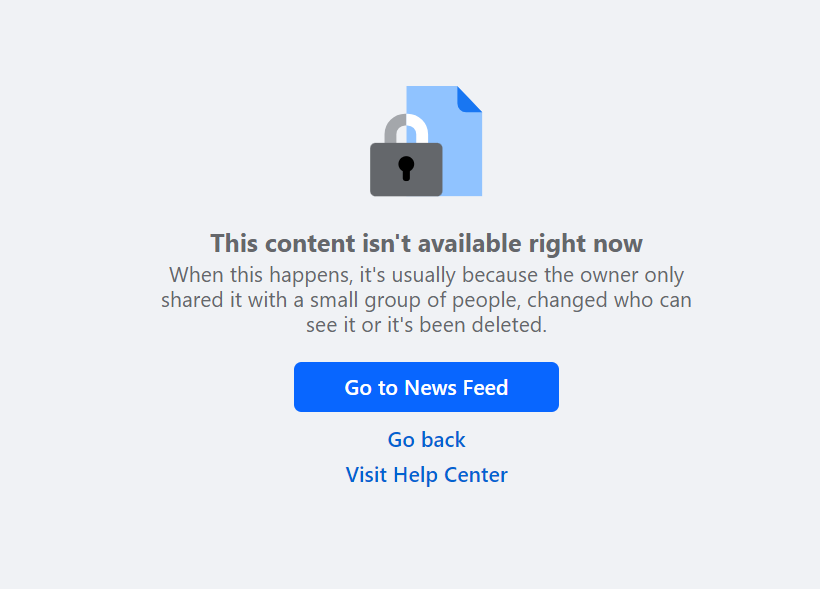 This content isn't available right now
When this happens, it's usually because the owner only
shared it with a small group of people, changed who can
see it or it's been deleted.
Go to News Feed
Go back
Visit Help Center